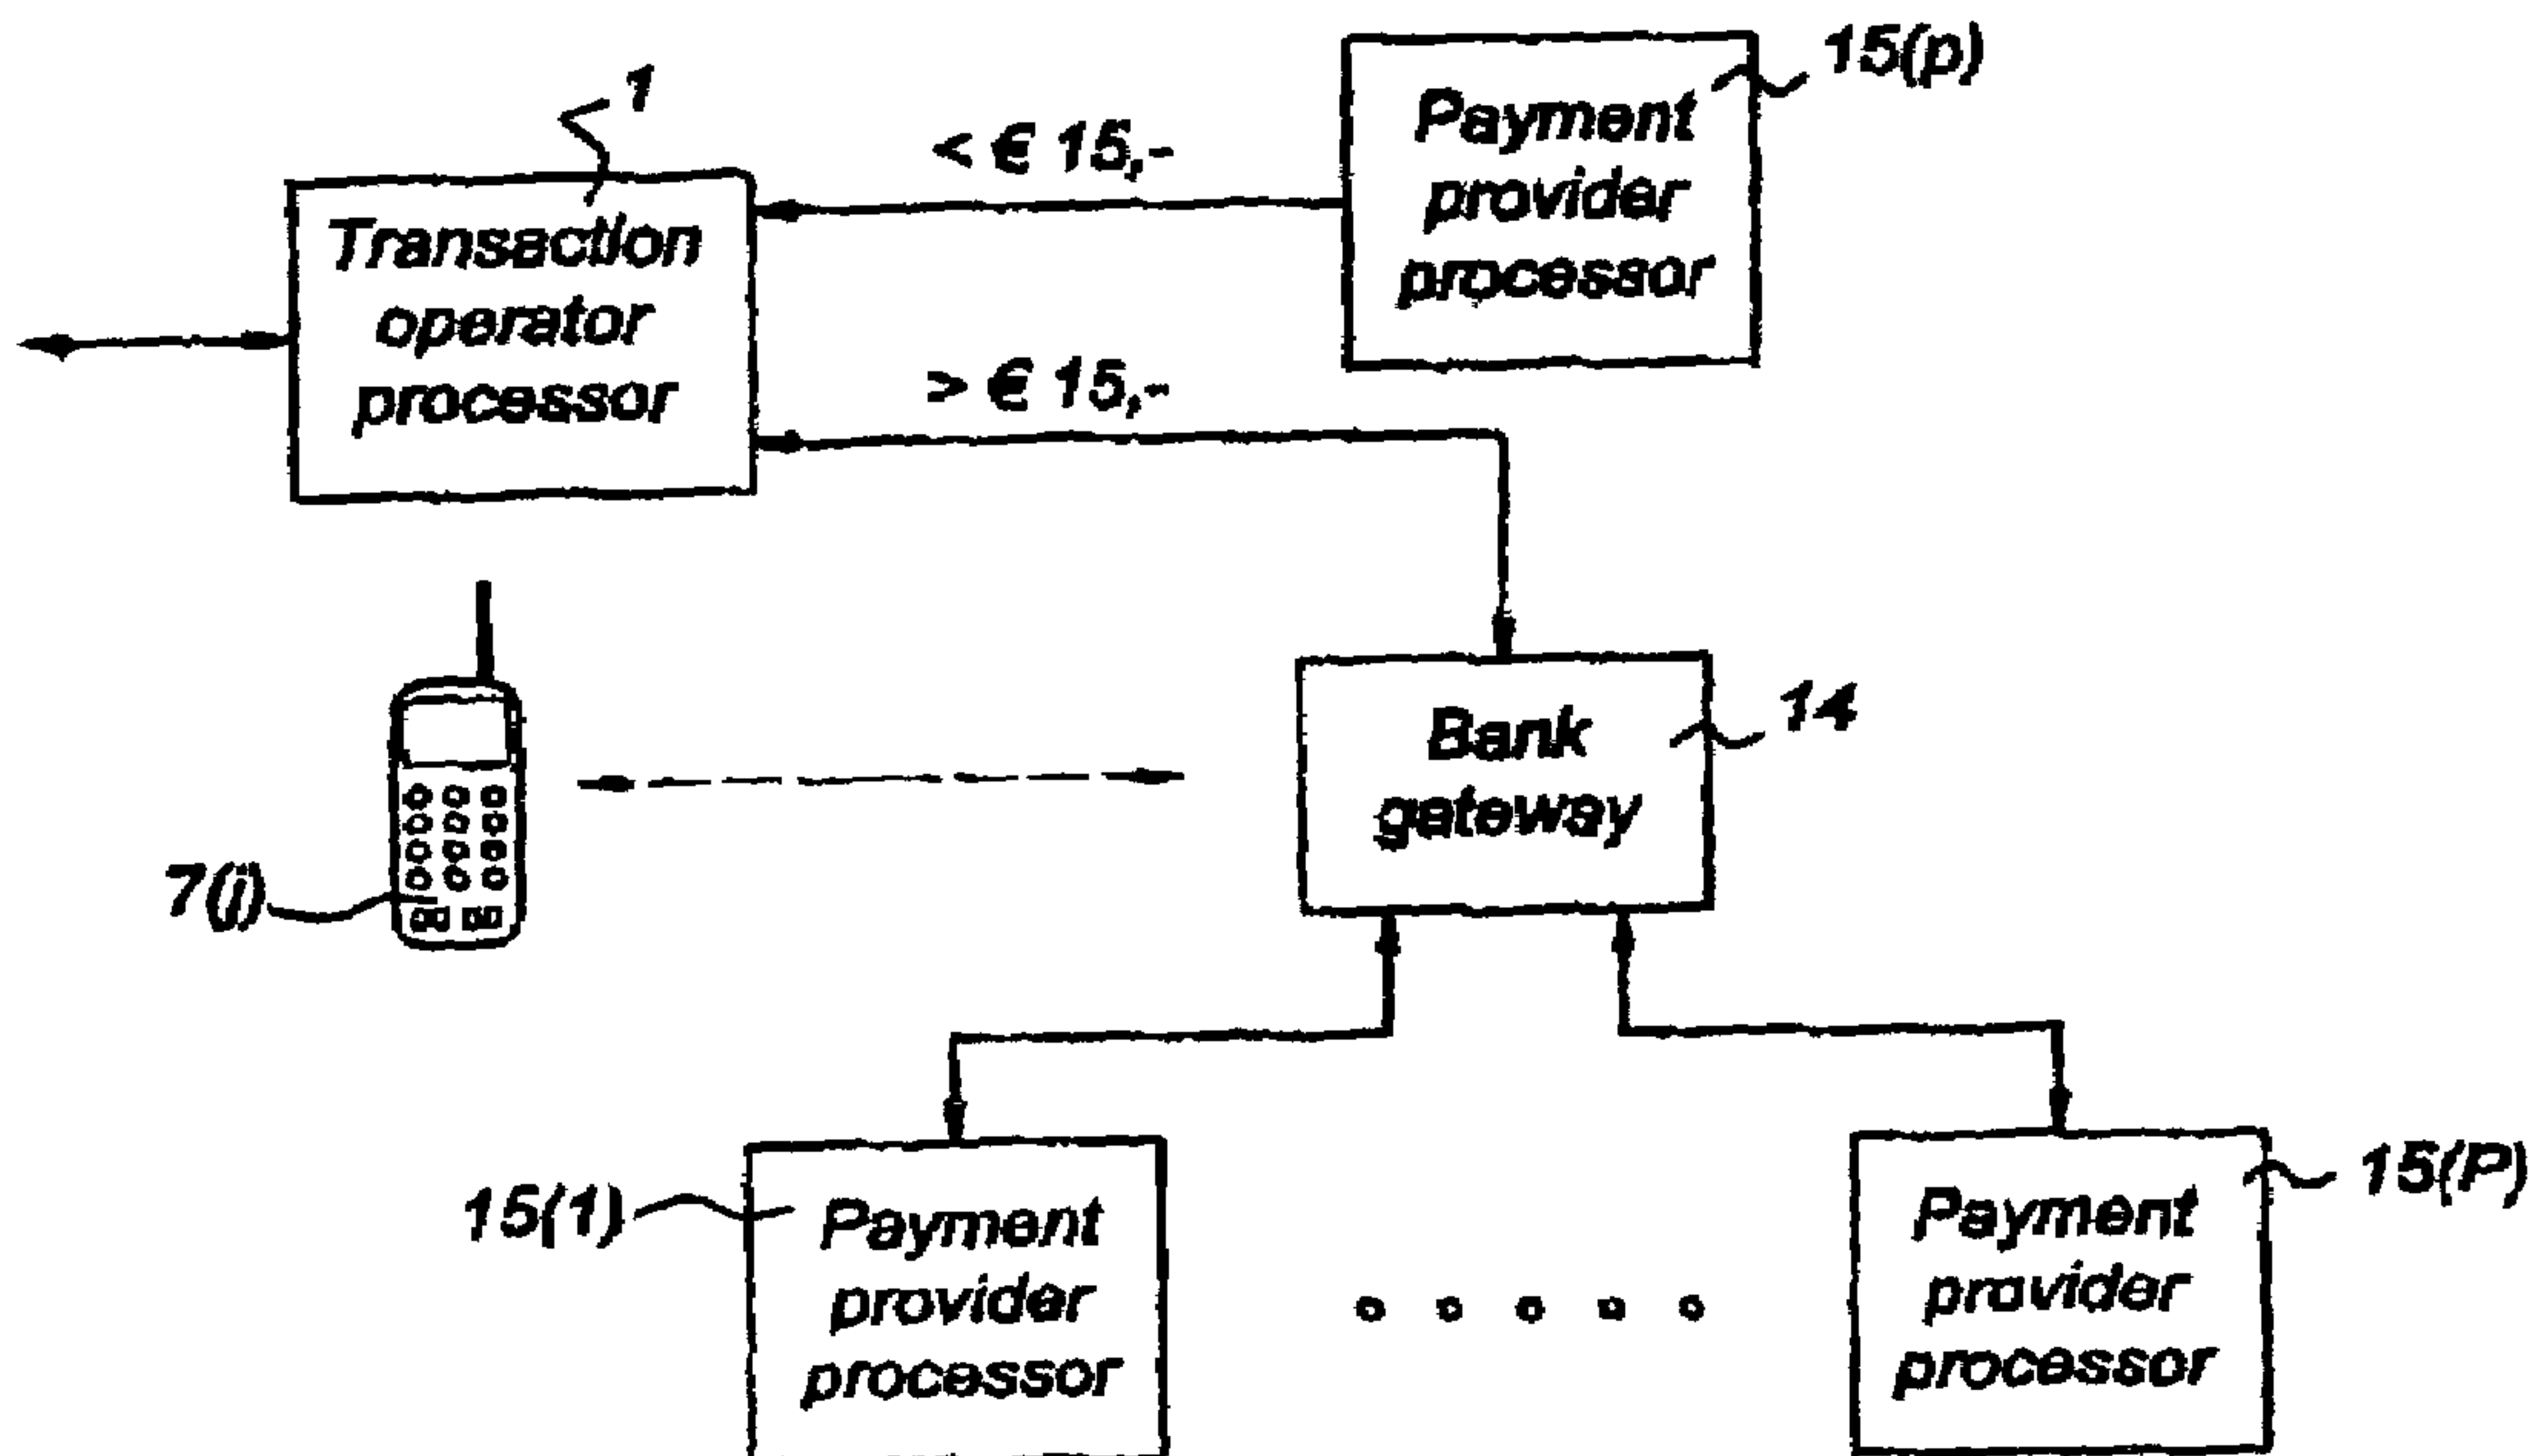 1
Transaction
operator
processor
< € 15,-
> € 15,-
Payment
provider
processor
15(p)
7(j)
Bank
gateway
14
15(1)
Payment
provider
processor
Payment
provider
processor
15(P)